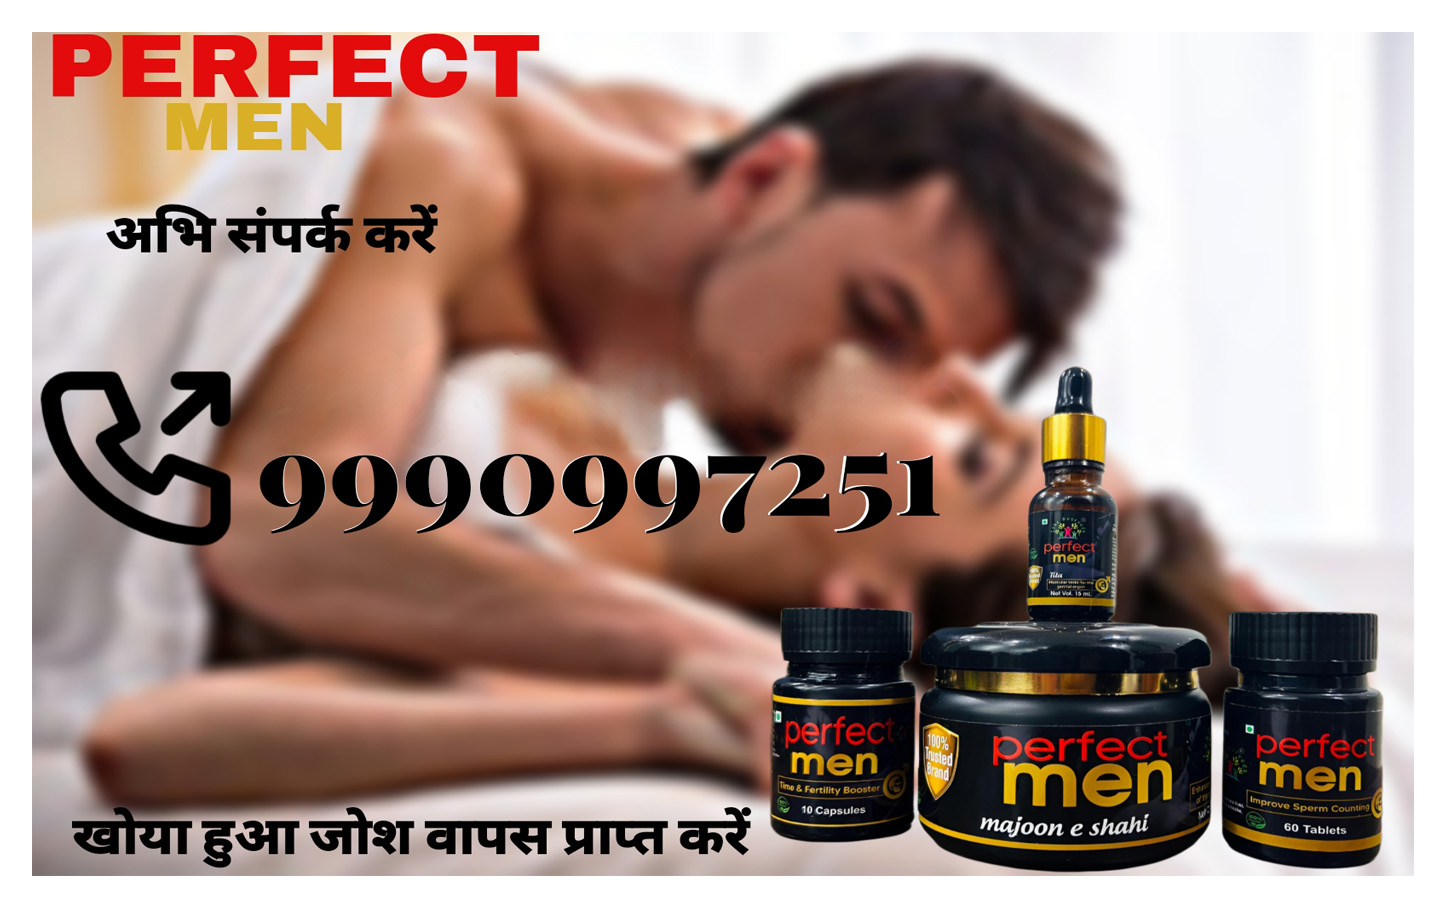 PERFECT
MEN
अभि संपर्क करें
9990997251
खोया हुआ जोश वापस प्राप्त करें
perfect
men
Tila
Net Vol. 15 ml.
perfect
men
Time & Fertility Booster
10 Capsules
100%
Trusted
Brand
perfect
men
majoon e shahi
perfect
men
Improve Sperm Counting
60 Tablets